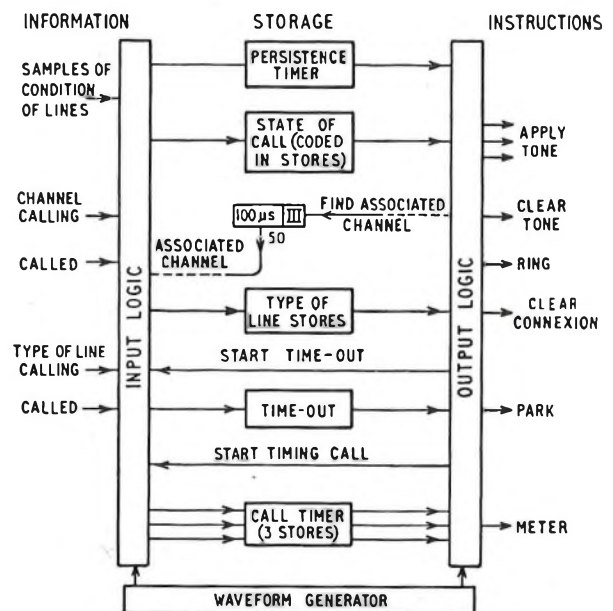 INFORMATION STORAGE INSTRUCTIONS
PERSISTENCE
TIMER
SAMPLES OF
CONDITION
OF LINES
STATE OF
CALL (CODED
IN STORES)
APPLY
TONE
CHANNEL
CALLING
100 µs III
50
FIND ASSOCIATED
CHANNEL
CLEAR
TONE
ASSOCIATED
CHANNEL
CALLED
RING
INPUT LOGIC
OUTPUT LOGIC
TYPE OF
LINE STORES
CLEAR
CONNEXION
TYPE OF LINE
CALLING
START TIME-OUT
CALLED
TIME-OUT
PARK
START TIMING CALL
CALL TIMER
(3 STORES)
METER
WAVEFORM GENERATOR